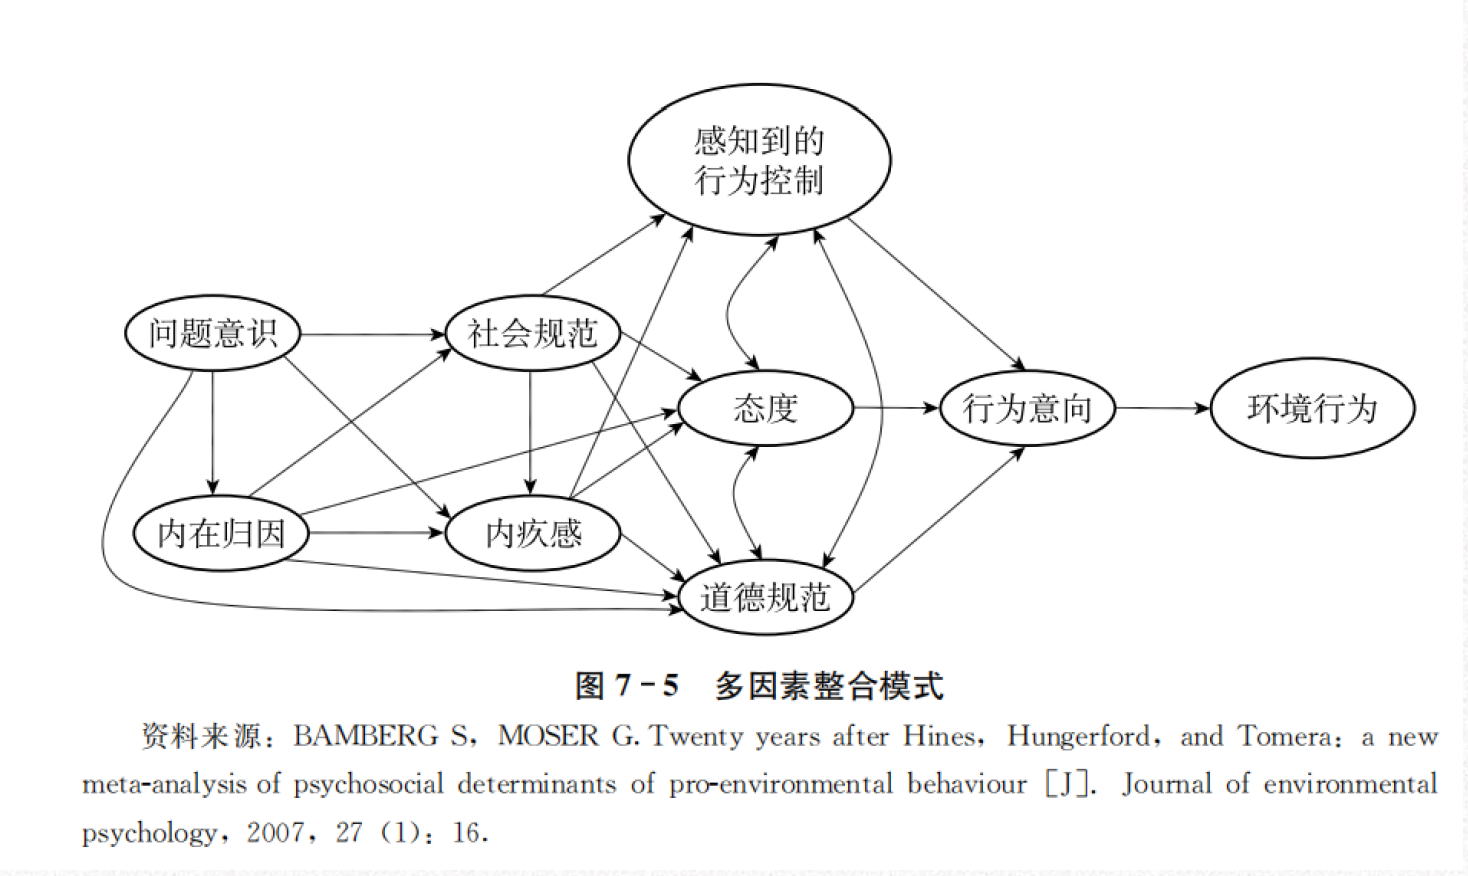 感知到的
行为控制
问题意识
社会规范
态度
行为意向
环境行为
内在归因
内疚感
道德规范
图 7-5 多因素整合模式
资料来源：BAMBERG S，MOSER G. Twenty years after Hines，Hungerford，and Tomera：a new
meta-analysis of psychosocial determinants of pro-environmental behaviour［J］. Journal of environmental
psychology，2007，27（1）：16.